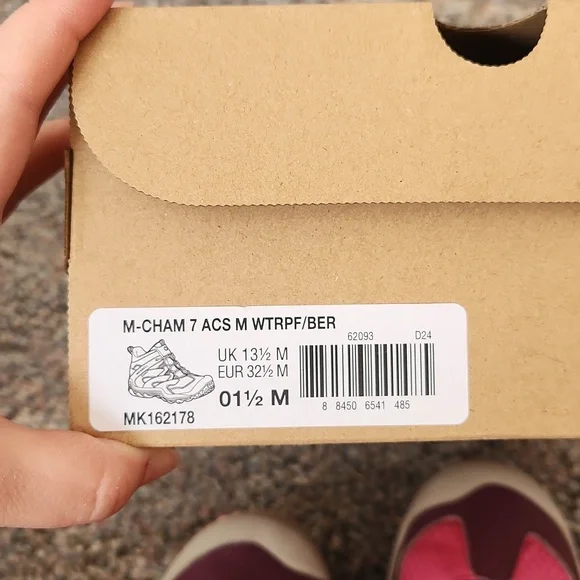 M-CHAM 7 ACS M WTRPF/BER
62093 D24
UK 13½ M
EUR 32½ M
01½ M
8 8450 6541 485
MK162178